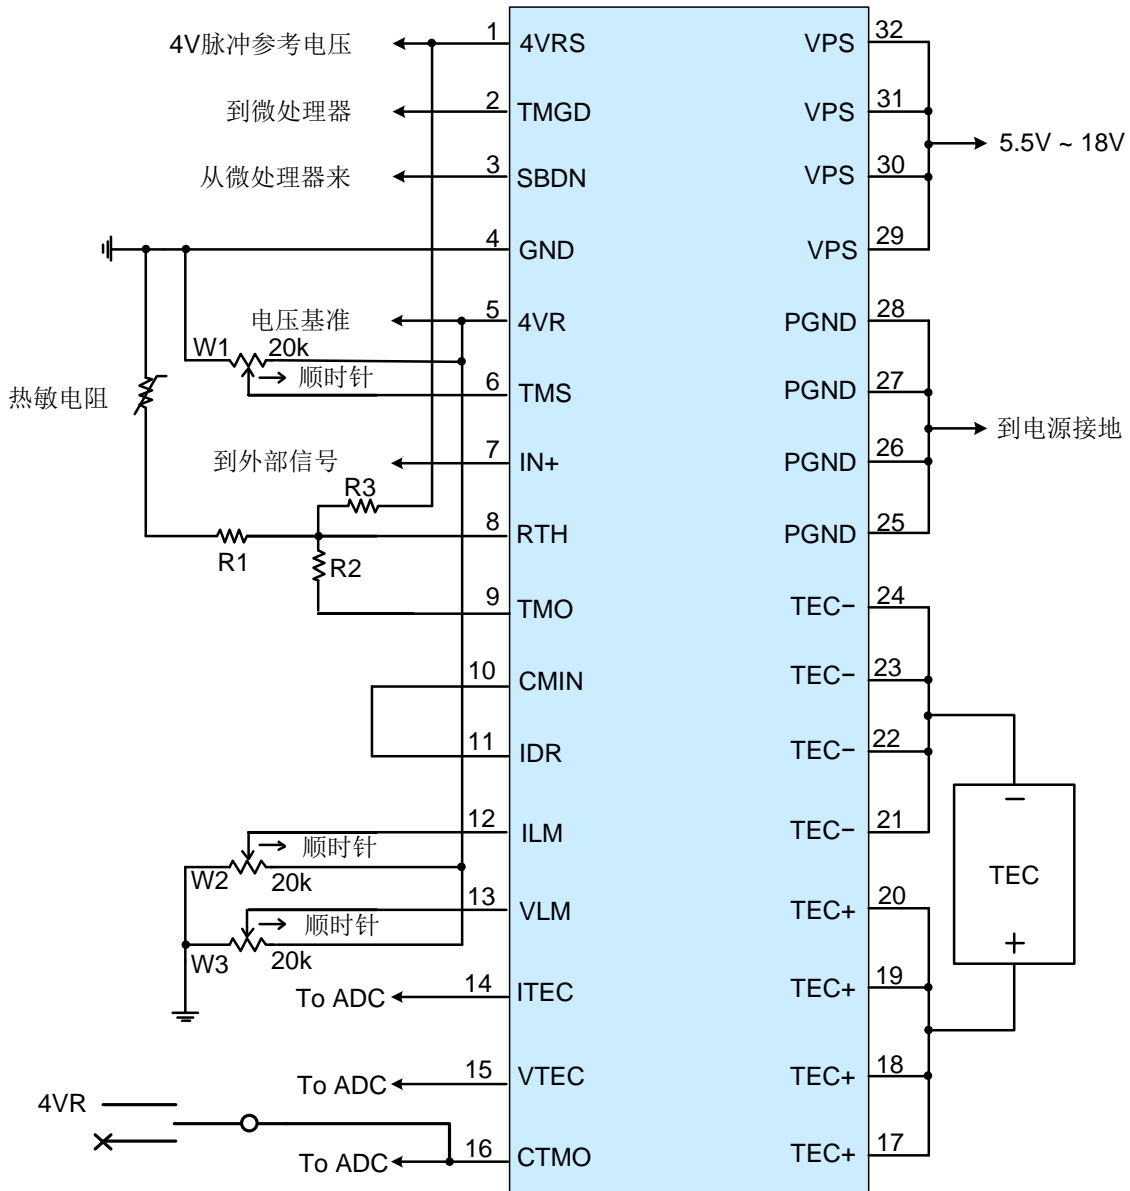 4V脉冲参考电压 1 4VRS VPS 32
到微处理器 2 TMGD VPS 31
5.5V ~ 18V
从微处理器来 3 SBDN VPS 30
4 GND VPS 29
电压基准 5 4VR PGND 28
W1 20k
顺时针 6 TMS PGND 27
热敏电阻
到电源接地
到外部信号 7 IN+ PGND 26
R3
8 RTH PGND 25
R1 R2
9 TMO TEC− 24
10 CMIN TEC− 23
11 IDR TEC− 22
12 ILM TEC− 21
顺时针
W2 20k
−
TEC
+
13 VLM TEC+ 20
顺时针
W3 20k
To ADC 14 ITEC TEC+ 19
To ADC 15 VTEC TEC+ 18
4VR
To ADC 16 CTMO TEC+ 17